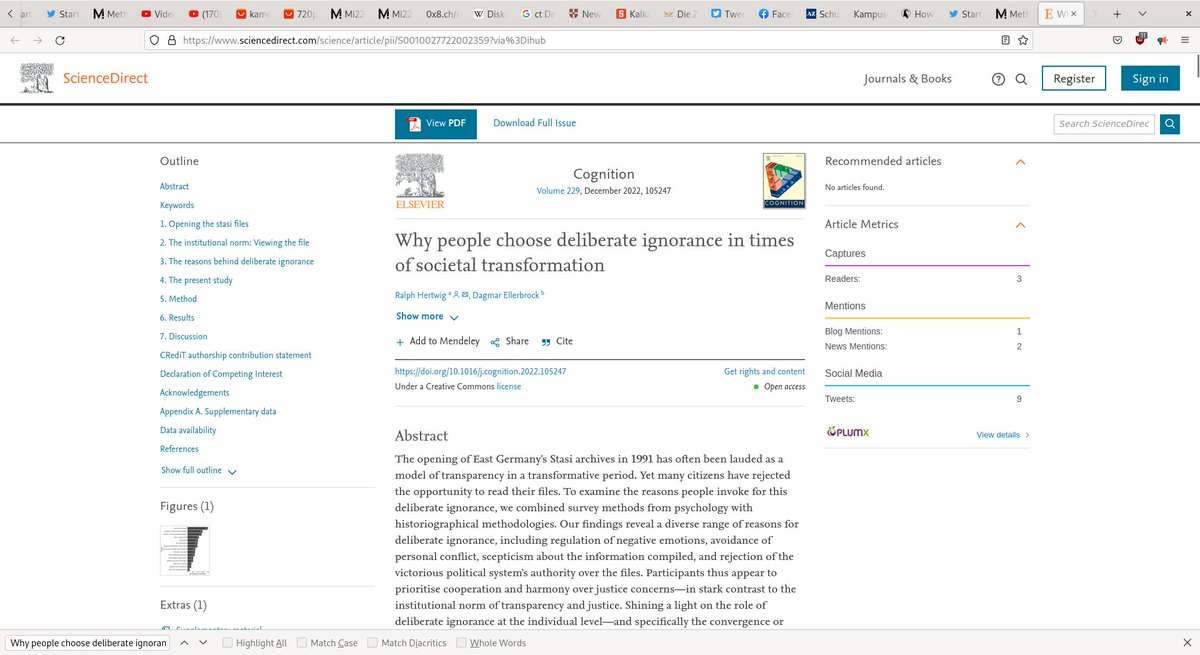 Start
Meth
Vide
(170)
kame
720p
Mi22
Mi22
0x8.ch/
Disk
ct De
New
Kalk
Die Z
Twee
Face
Schu
Kampus
How
Start
Meth
https://www.sciencedirect.com/science/article/pii/S0010027722002359?via%3Dihub
ScienceDirect
Journals & Books
Register
Sign in
View PDF
Download Full Issue
Search ScienceDirec
Outline
Abstract
Keywords
1. Opening the stasi files
2. The institutional norm: Viewing the file
3. The reasons behind deliberate ignorance
4. The present study
5. Method
6. Results
7. Discussion
CRediT authorship contribution statement
Declaration of Competing Interest
Acknowledgements
Appendix A. Supplementary data
Data availability
References
Show full outline
Figures (1)
Extras (1)
Supplementary material
ELSEVIER
Cognition
Volume 229, December 2022, 105247
COGNITION
Why people choose deliberate ignorance in times
of societal transformation
Ralph Hertwig a, Dagmar Ellerbrock b
Show more
Add to Mendeley
Share
Cite
https://doi.org/10.1016/j.cognition.2022.105247
Get rights and content
Under a Creative Commons license
Open access
Abstract
The opening of East Germany's Stasi archives in 1991 has often been lauded as a
model of transparency in a transformative period. Yet many citizens have rejected
the opportunity to read their files. To examine the reasons people invoke for this
deliberate ignorance, we combined survey methods from psychology with
historiographical methodologies. Our findings reveal a diverse range of reasons for
deliberate ignorance, including regulation of negative emotions, avoidance of
personal conflict, scepticism about the information compiled, and rejection of the
victorious political system's authority over the files. Participants thus appear to
prioritise cooperation and harmony over justice concerns—in stark contrast to the
institutional norm of transparency and justice. Shining a light on the role of
deliberate ignorance at the individual level—and specifically the convergence or
Recommended articles
No articles found.
Article Metrics
Captures
Readers: 3
Mentions
Blog Mentions: 1
News Mentions: 2
Social Media
Tweets: 9
PLUMX
View details
Why people choose deliberate ignoran
Highlight All
Match Case
Match Diacritics
Whole Words